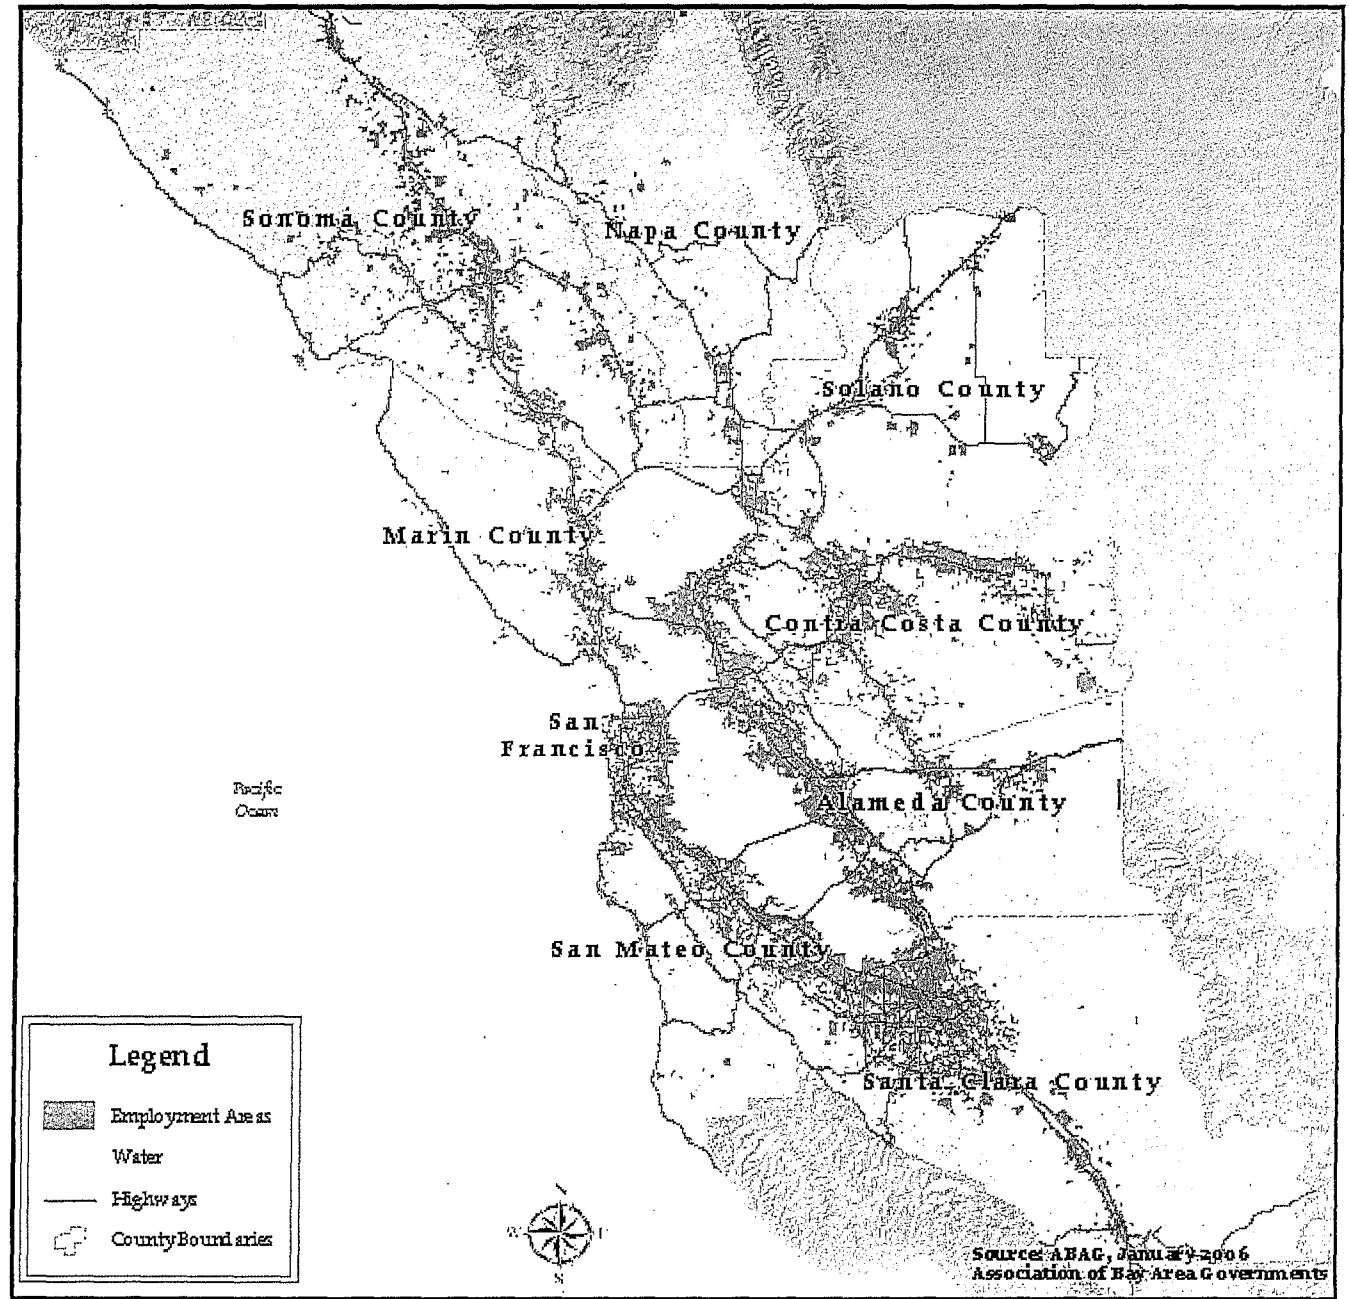 Sonoma County
Napa County
Solano County
Marin County
Contra Costa County
San
Francisco
Pacific
Ocean
Alameda County
San Mateo County
Santa Clara County
Legend
Employment Areas
Water
Highways
County Boundaries
N
W
E
S
Source: ABAG, January 2006
Association of Bay Area Governments